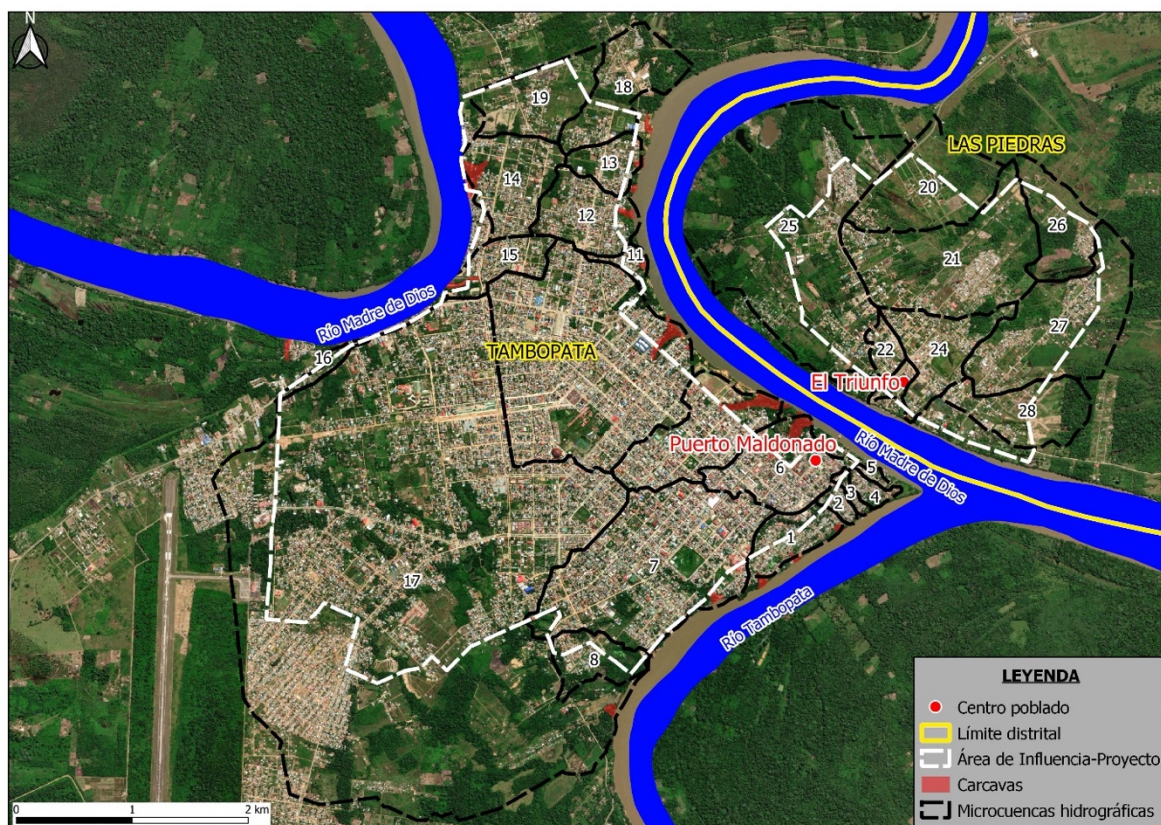 N
18
19
LAS PIEDRAS
13
14
20
12
25
26
15
11
21
Río Madre de Dios
27
TAMBOPATA
16
22
24
El Triunfo
28
Puerto Maldonado
Río Madre de Dios
6
5
3
4
2
1
7
17
Río Tambopata
8
LEYENDA
Centro poblado
Límite distrital
Área de Influencia-Proyecto
Carcavas
Microcuencas hidrográficas
0 1 2 km